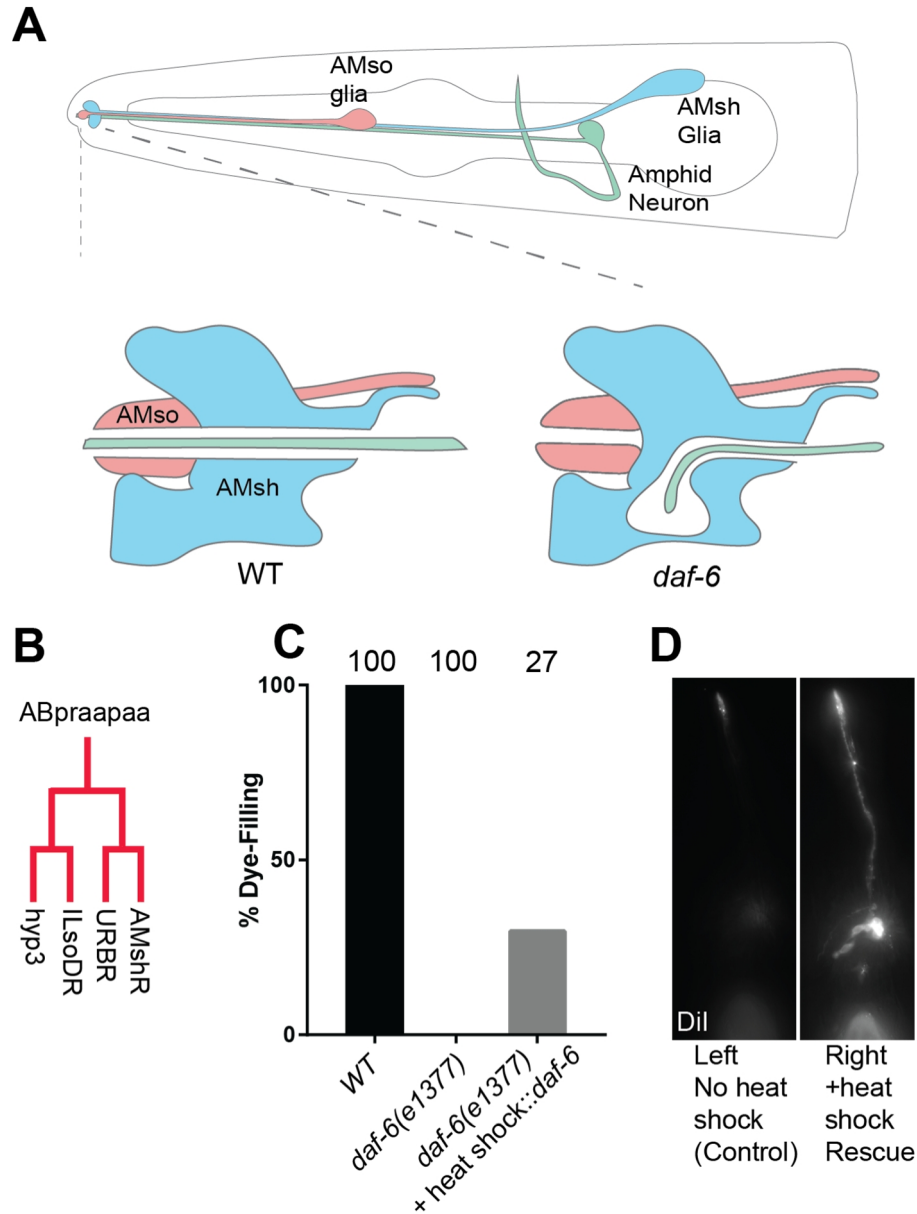 A
AMso
glia
AMsh
Glia
Amphid
Neuron
AMso
AMsh
WT
daf-6
B
ABpraapaa
hyp3
ILsoDR
URBR
AMshR
C
100
100
27
% Dye-Filling
100
50
0
WT
daf-6(e1377)
daf-6(e1377)
+ heat shock::daf-6
D
DiI
Left
No heat
shock
(Control)
Right
+heat
shock
Rescue